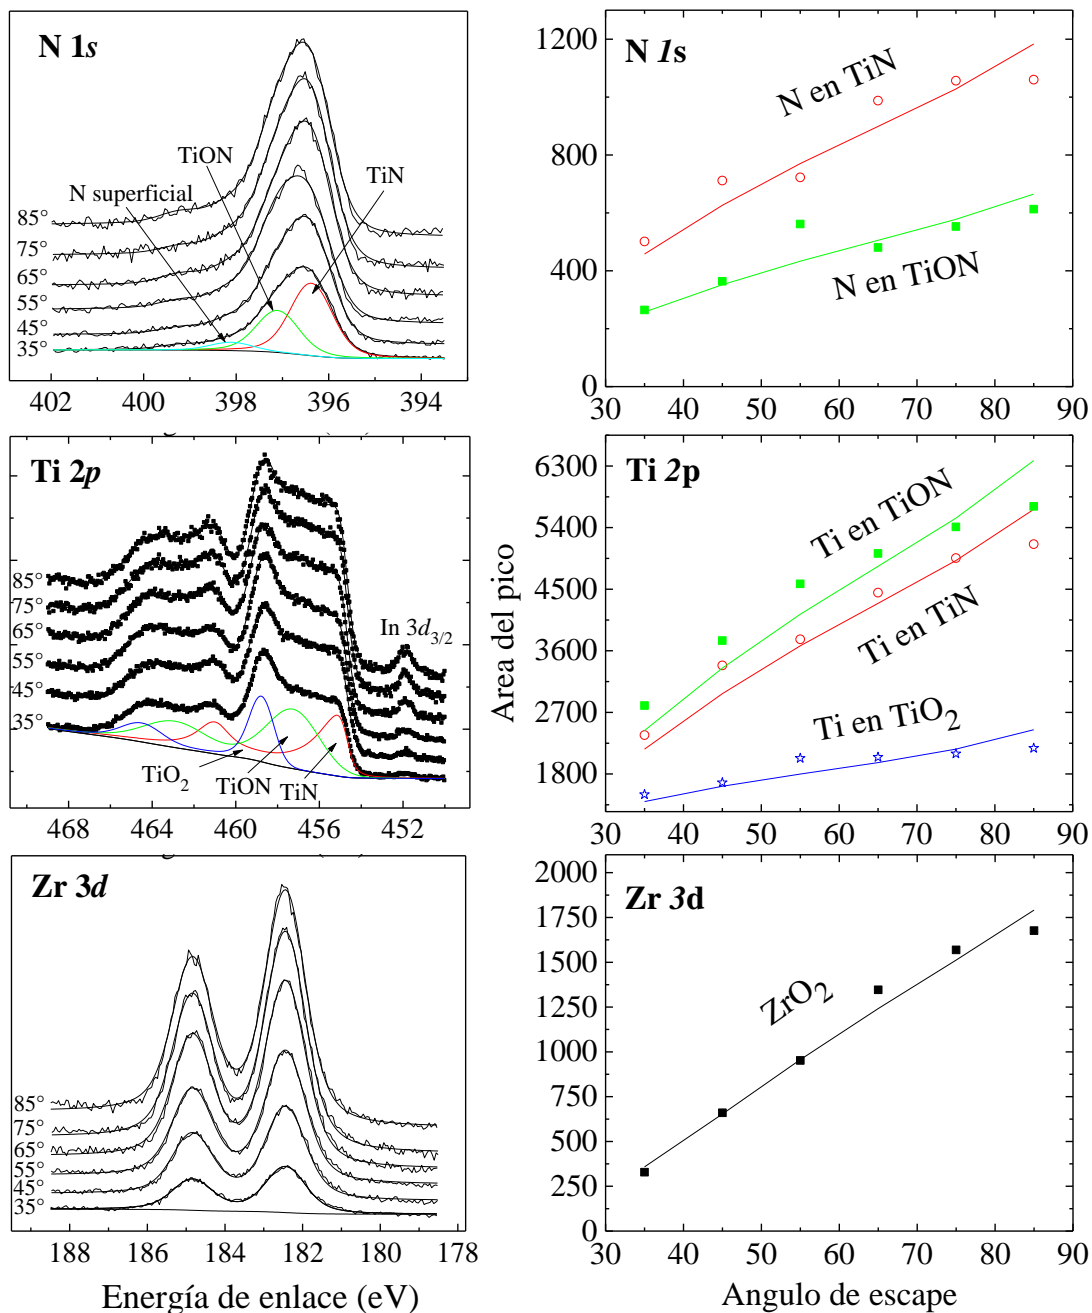 N 1s
TiON
N superficial
TiN
85°
75°
65°
55°
45°
35°
402 400 398 396 394
N 1s
N en TiN
N en TiON
1200
800
400
0
30 40 50 60 70 80 90
Ti 2p
85°
75°
65°
55°
45°
35°
In 3d3/2
TiO2
TiON
TiN
468 464 460 456 452
Ti 2p
Ti en TiON
Ti en TiN
Ti en TiO2
6300
5400
4500
3600
2700
1800
30 40 50 60 70 80 90
Area del pico
Zr 3d
85°
75°
65°
55°
45°
35°
188 186 184 182 180 178
Energía de enlace (eV)
Zr 3d
ZrO2
2000
1750
1500
1250
1000
750
500
250
0
30 40 50 60 70 80 90
Angulo de escape